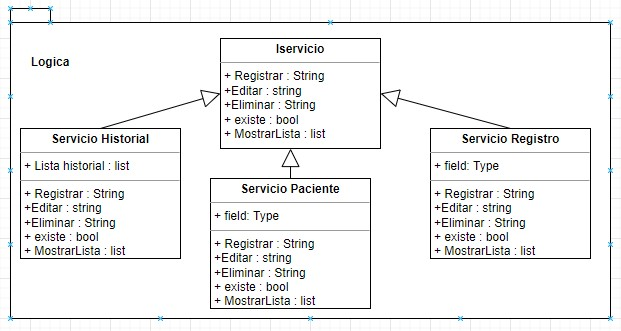 Logica
Iservicio
+ Registrar : String
+Editar : string
+Eliminar : String
+ existe : bool
+ MostrarLista : list
Servicio Historial
+ Lista historial : list
+ Registrar : String
+Editar : string
+Eliminar : String
+ existe : bool
+ MostrarLista : list
Servicio Paciente
+ field: Type
+ Registrar : String
+Editar : string
+Eliminar : String
+ existe : bool
+ MostrarLista : list
Servicio Registro
+ field: Type
+ Registrar : String
+Editar : string
+Eliminar : String
+ existe : bool
+ MostrarLista : list